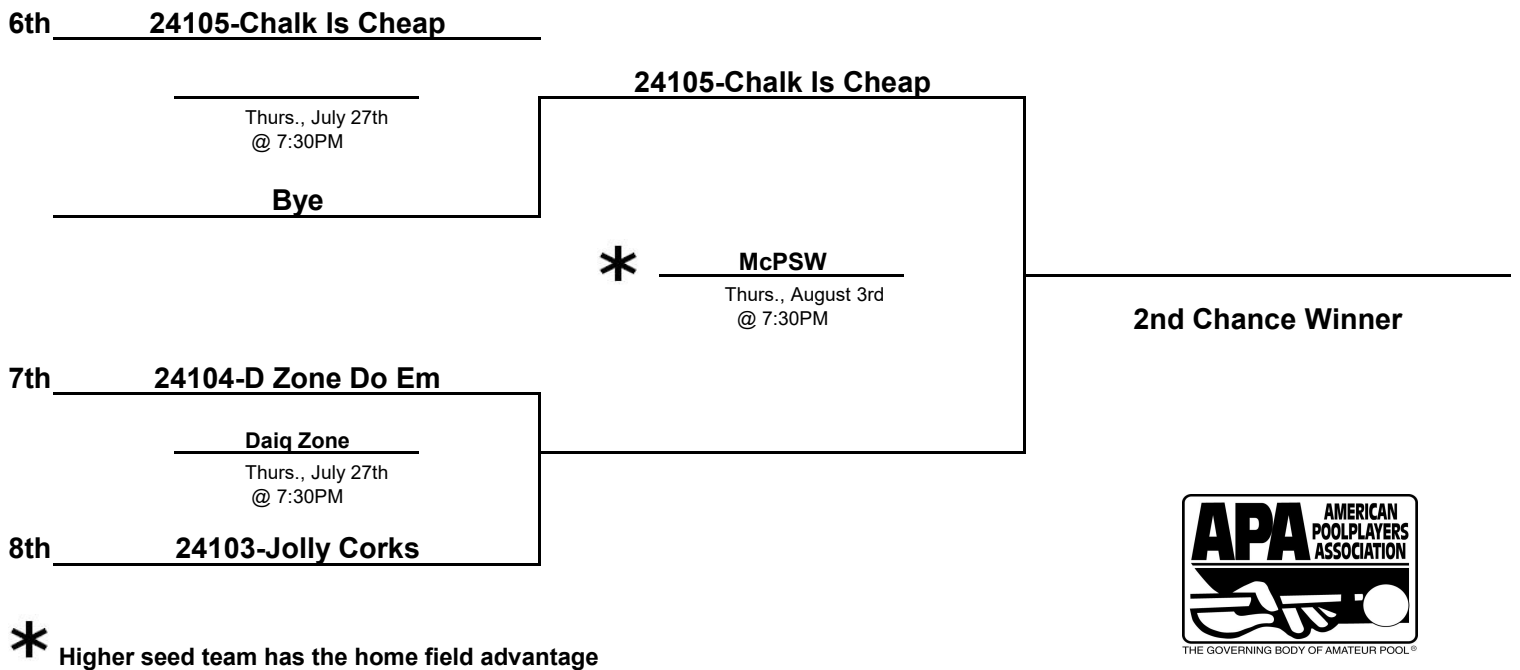 6th 24105-Chalk Is Cheap
24105-Chalk Is Cheap
Thurs., July 27th
@ 7:30PM
Bye
* McPSW
Thurs., August 3rd
@ 7:30PM
2nd Chance Winner
7th 24104-D Zone Do Em
Daiq Zone
Thurs., July 27th
@ 7:30PM
8th 24103-Jolly Corks
APA AMERICAN
POOLPLAYERS
ASSOCIATION
THE GOVERNING BODY OF AMATEUR POOL®
* Higher seed team has the home field advantage